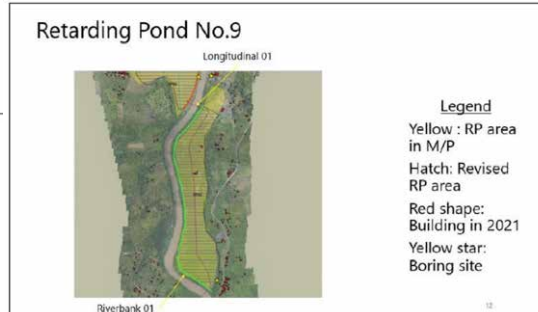 Retarding Pond No.9
Longitudinal 01
Legend
Yellow : RP area
in M/P
Hatch: Revised
RP area
Red shape:
Building in 2021
Yellow star:
Boring site
Riverbank 01
12